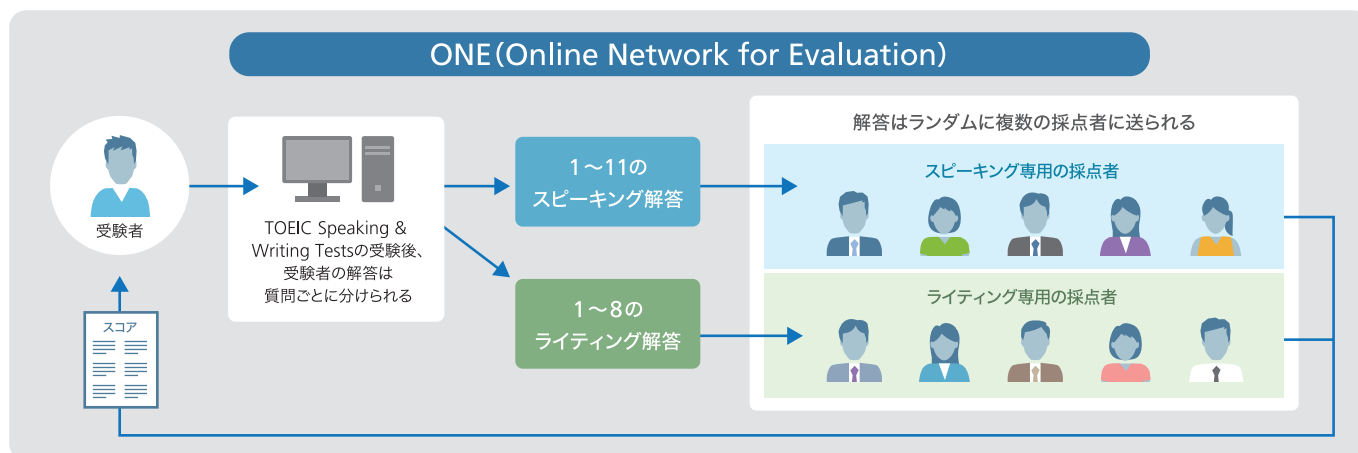 ONE(Online Network for Evaluation)
受験者
TOEIC Speaking &
Writing Testsの受験後、
受験者の解答は
質問ごとに分けられる
1～11の
スピーキング解答
1～8の
ライティング解答
解答はランダムに複数の採点者に送られる
スピーキング専用の採点者
ライティング専用の採点者
スコア